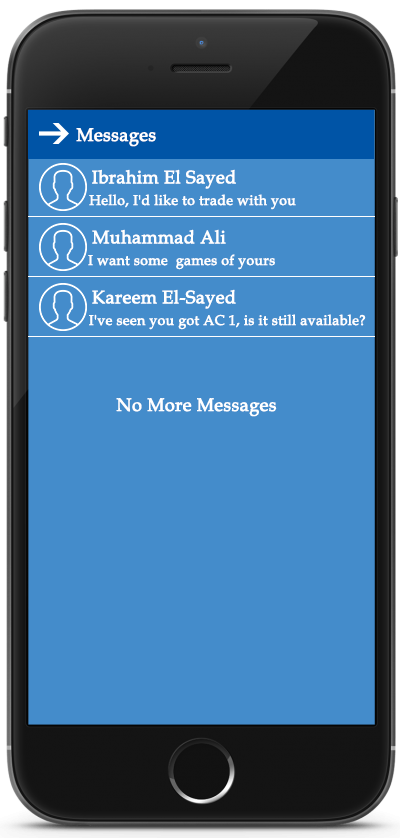 Messages
Ibrahim El Sayed
Hello, I'd like to trade with you
Muhammad Ali
I want some  games of yours
Kareem El-Sayed
I've seen you got AC 1, is it still available?
No More Messages